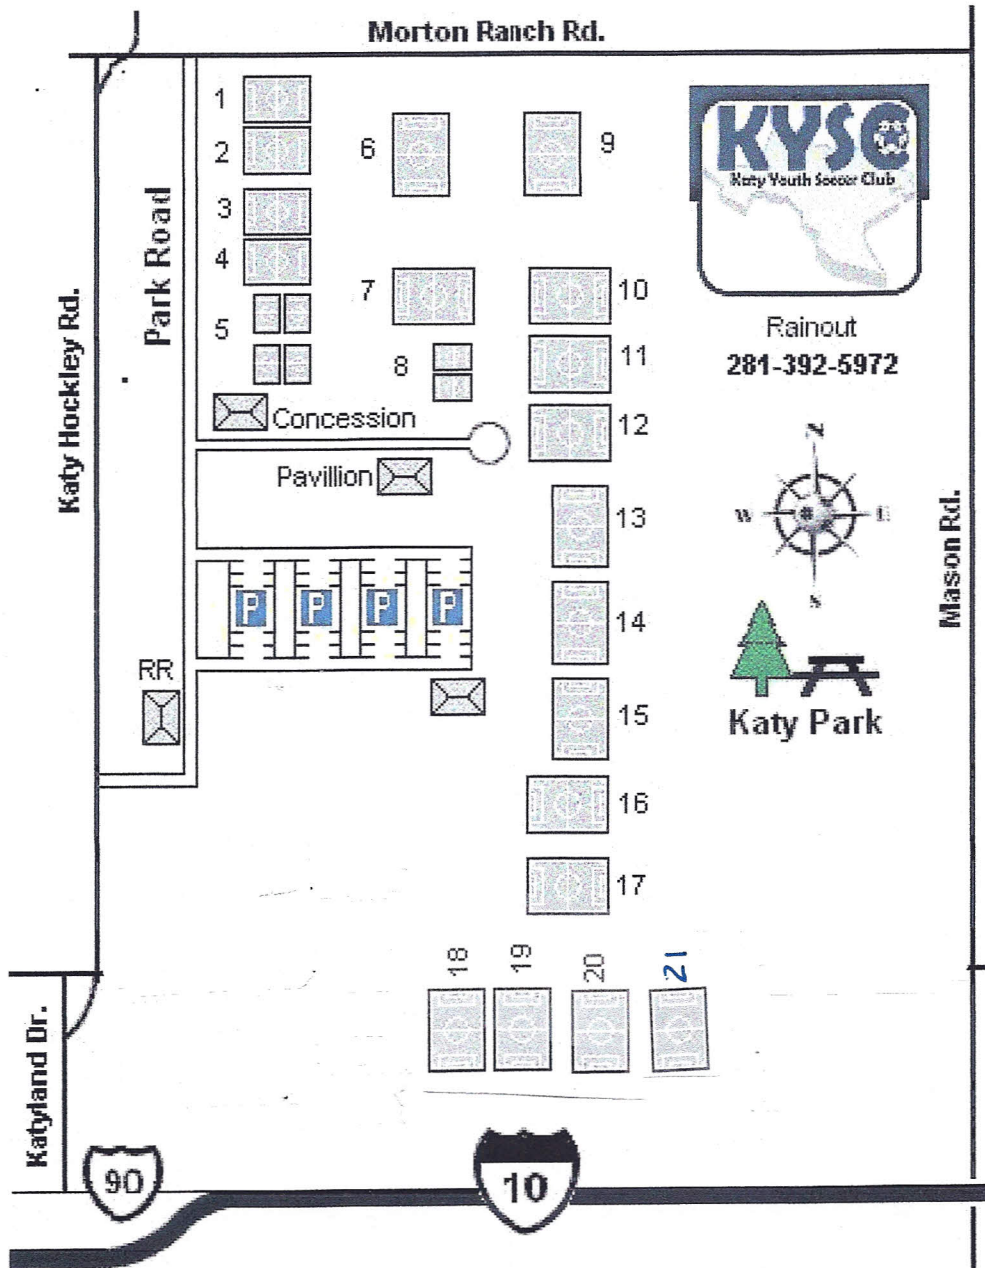 Morton Ranch Rd.
Katy Hockley Rd.
Park Road
1
2
3
4
5
6
7
8
9
10
11
12
13
14
15
16
17
18
19
20
21
KYSC
Katy Youth Soccer Club
Rainout
281-392-5972
Concession
Pavillion
P P P P
RR
N
W E
S
Katy Park
Mason Rd.
Katyland Dr.
90
10